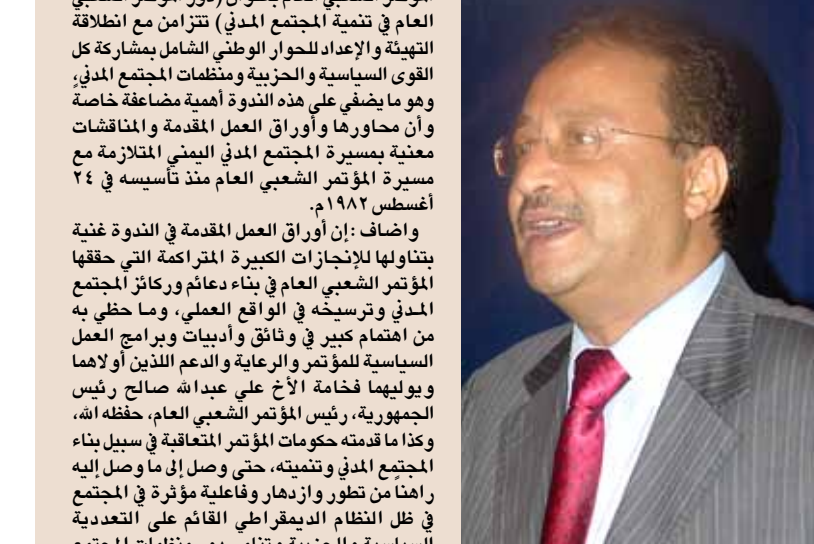 العام في تنمية المجتمع المدني) تتزامن مع انطلاقة
التهيئة والإعداد للحوار الوطني الشامل بمشاركة كل
القوى السياسية والحزبية ومنظمات المجتمع المدني،
وهو ما يضفي على هذه الندوة أهمية مضاعفة خاصة
وأن محاورها وأوراق العمل المقدمة والمناقشات
معنية بمسيرة المجتمع المدني اليمني المتلازمة مع
مسيرة المؤتمر الشعبي العام منذ تأسيسه في ٢٤
أغسطس ١٩٨٢م.
واضاف :إن أوراق العمل المقدمة في الندوة غنية
بتناولها للإنجازات الكبيرة المتراكمة التي حققها
المؤتمر الشعبي العام في بناء دعائم وركائز المجتمع
المدني وترسيخه في الواقع العملي، وما حظي به
من اهتمام كبير في وثائق وأدبيات وبرامج العمل
السياسية للمؤتمر والرعاية والدعم اللذين أولاهما
ويوليهما فخامة الأخ علي عبدالله صالح رئيس
الجمهورية، رئيس المؤتمر الشعبي العام، حفظه الله،
وكذا ما قدمته حكومات المؤتمر المتعاقبة في سبيل بناء
المجتمع المدني وتنميته، حتى وصل إلى ما وصل إليه
راهناً من تطور وازدهار وفاعلية مؤثرة في المجتمع
في ظل النظام الديمقراطي القائم على التعددية